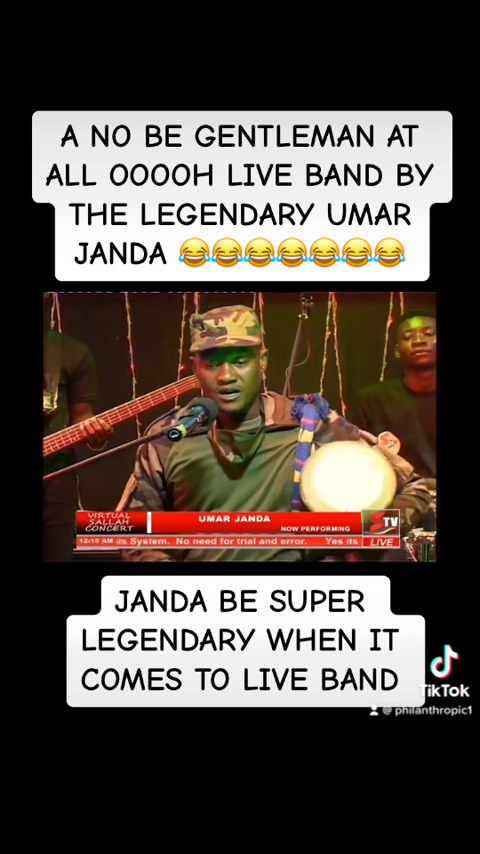 A NO BE GENTLEMAN AT
ALL OOOOH LIVE BAND BY
THE LEGENDARY UMAR
JANDA 😂😂😂😂😂😂😂
VIRTUAL
SALLAH
CONCERT
UMAR JANDA
NOW PERFORMING
STV
12:15 AM
is System. No need for trial and error. Yes its
LIVE
JANDA BE SUPER
LEGENDARY WHEN IT
COMES TO LIVE BAND
TikTok
@philanthropic1